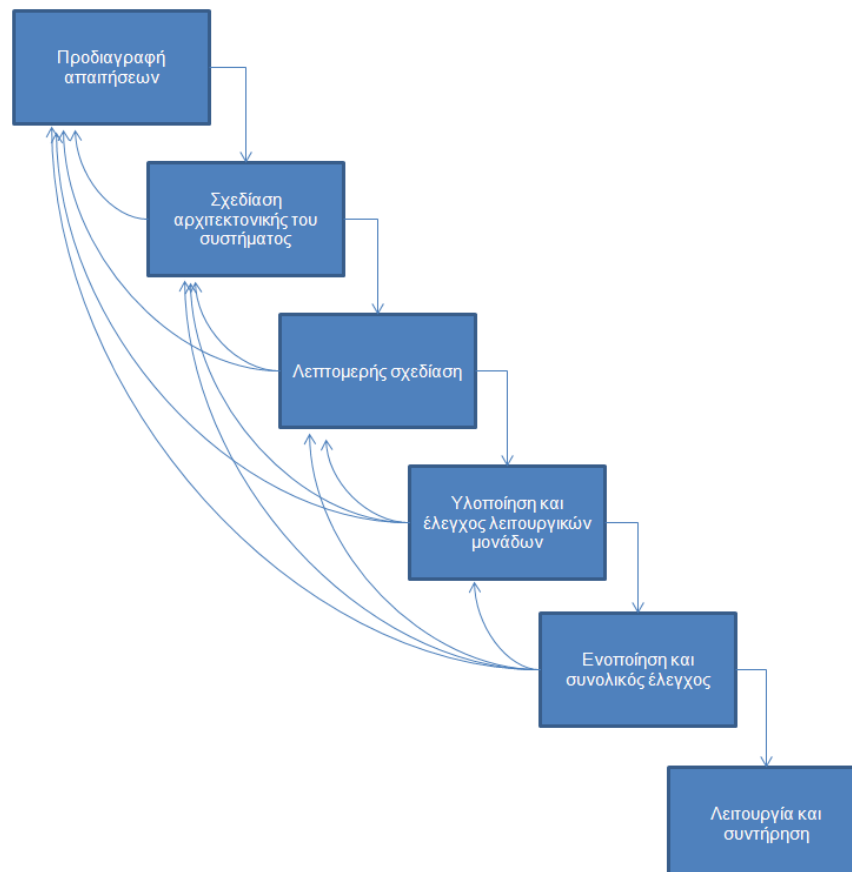 Προδιαγραφή
απαιτήσεων
Σχεδίαση
αρχιτεκτονικής του
συστήματος
Λεπτομερής σχεδίαση
Υλοποίηση και
έλεγχος λειτουργικών
μονάδων
Ενοποίηση και
συνολικός έλεγχος
Λειτουργία και
συντήρηση